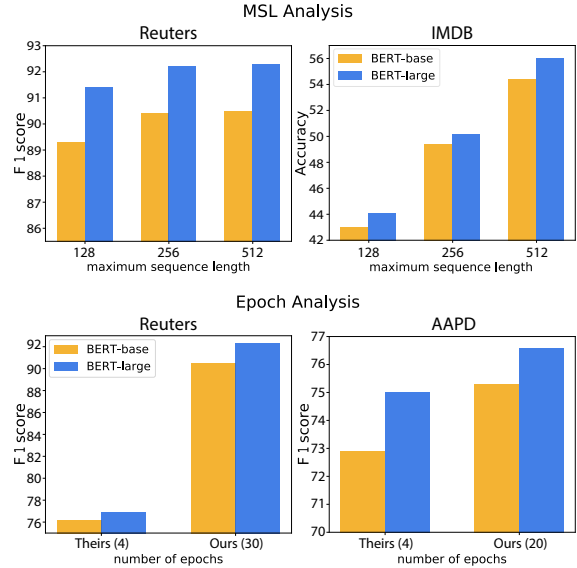 MSL Analysis
Reuters
93
92
91
90
89
88
87
86
F1 score
128
256
512
maximum sequence length
IMDB
BERT-base
BERT-large
56
54
52
50
48
46
44
42
Accuracy
128
256
512
maximum sequence length
Epoch Analysis
Reuters
BERT-base
BERT-large
92
90
88
86
84
82
80
78
76
F1 score
Theirs (4)
Ours (30)
number of epochs
AAPD
77
76
75
74
73
72
71
70
F1 score
Theirs (4)
Ours (20)
number of epochs